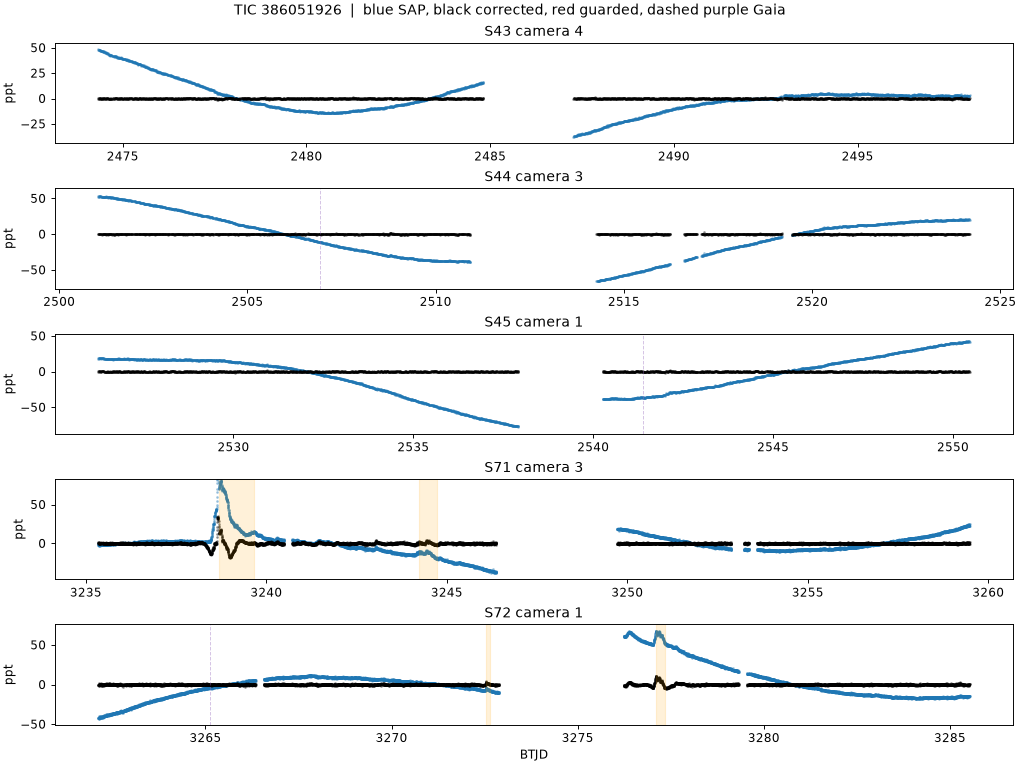 TIC 386051926 | blue SAP, black corrected, red guarded, dashed purple Gaia
S43 camera 4
ppt
50
25
0
−25
2475 2480 2485 2490 2495
S44 camera 3
ppt
50
0
−50
2500 2505 2510 2515 2520 2525
S45 camera 1
ppt
50
0
−50
2530 2535 2540 2545 2550
S71 camera 3
ppt
50
0
3235 3240 3245 3250 3255 3260
S72 camera 1
ppt
50
0
−50
3265 3270 3275 3280 3285
BTJD